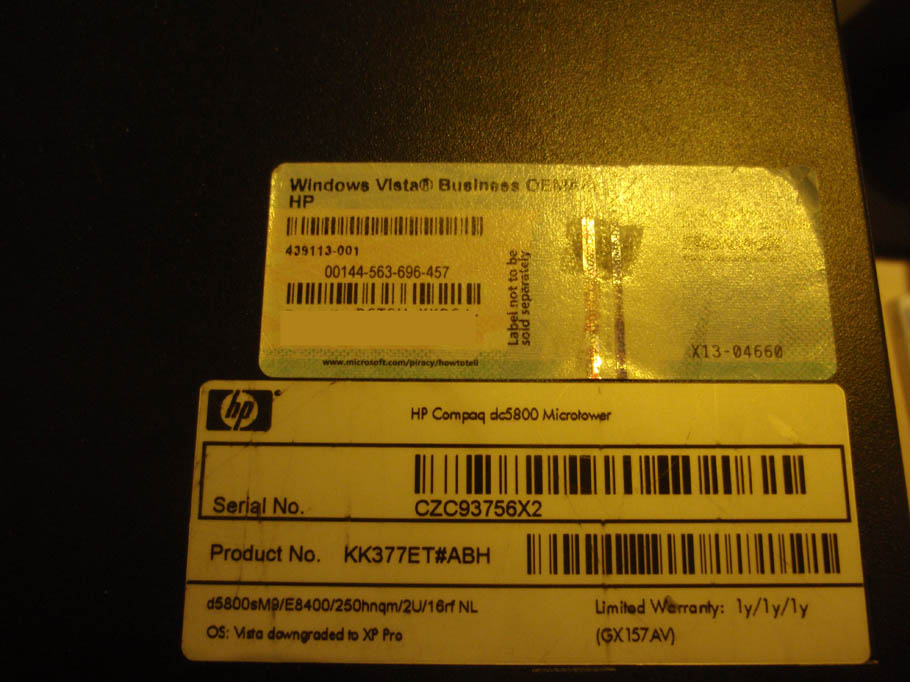 Windows Vista® Business OEM
HP
439113-001
00144-563-696-457
Label not to be
sold separately
www.microsoft.com/piracy/howtotell
X13-04660
hp
HP Compaq dc5800 Microtower
Serial No. CZC93756X2
Product No. KK377ET#ABH
d5800sM9/E8400/250hnqm/2U/16rf NL
Limited Warranty: 1y/1y/1y
OS: Vista downgraded to XP Pro
(GX157AV)